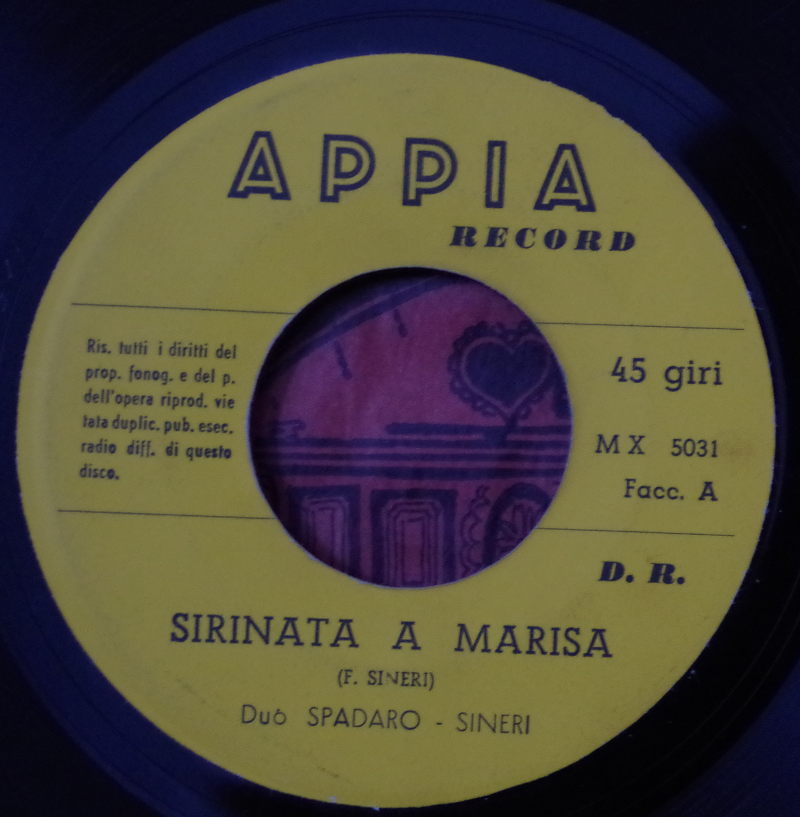 APPIA
RECORD
Ris. tutti i diritti del
prop. fonog. e del p.
dell'opera riprod. vie
tata duplic. pub. esec.
radio diff. di questo
disco.
45 giri
MX 5031
Facc. A
D. R.
SIRINATA A MARISA
(F. SINERI)
Duo SPADARO - SINERI